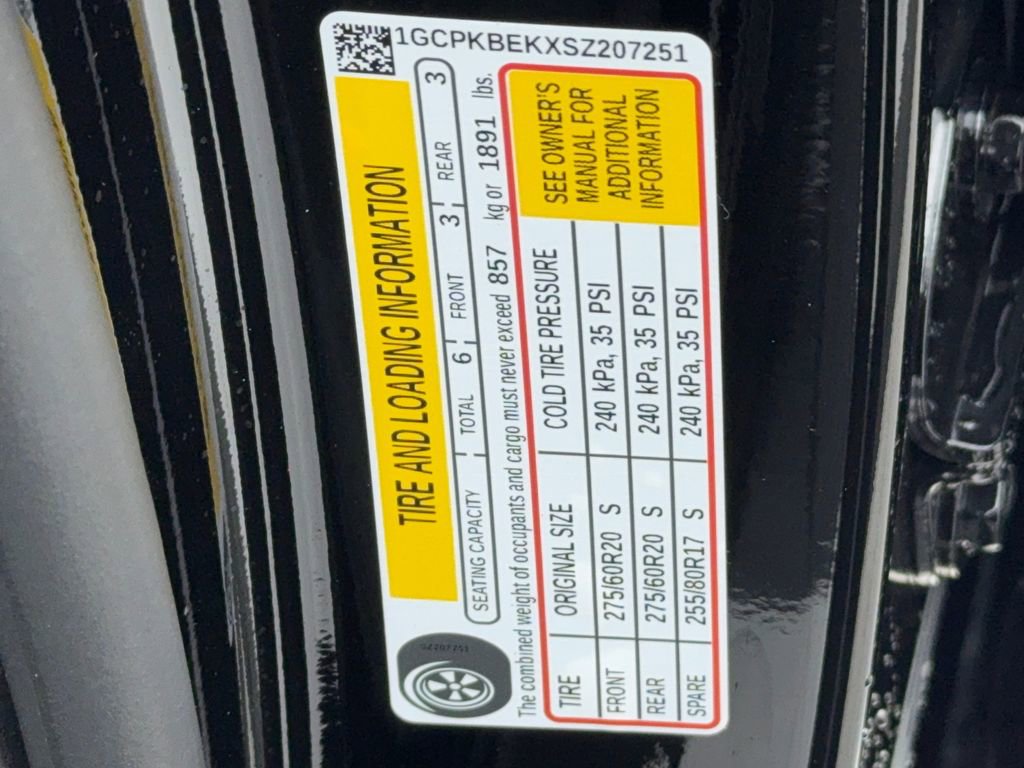 1GCPKBEKXSZ207251
TIRE AND LOADING INFORMATION
SEATING CAPACITY TOTAL 6 FRONT 3 REAR 3
The combined weight of occupants and cargo must never exceed 857 kg or 1891 lbs.
TIRE ORIGINAL SIZE COLD TIRE PRESSURE
FRONT 275/60R20 S 240 kPa, 35 PSI
REAR 275/60R20 S 240 kPa, 35 PSI
SPARE 255/80R17 S 240 kPa, 35 PSI
SEE OWNER'S
MANUAL FOR
ADDITIONAL
INFORMATION
SZ207251